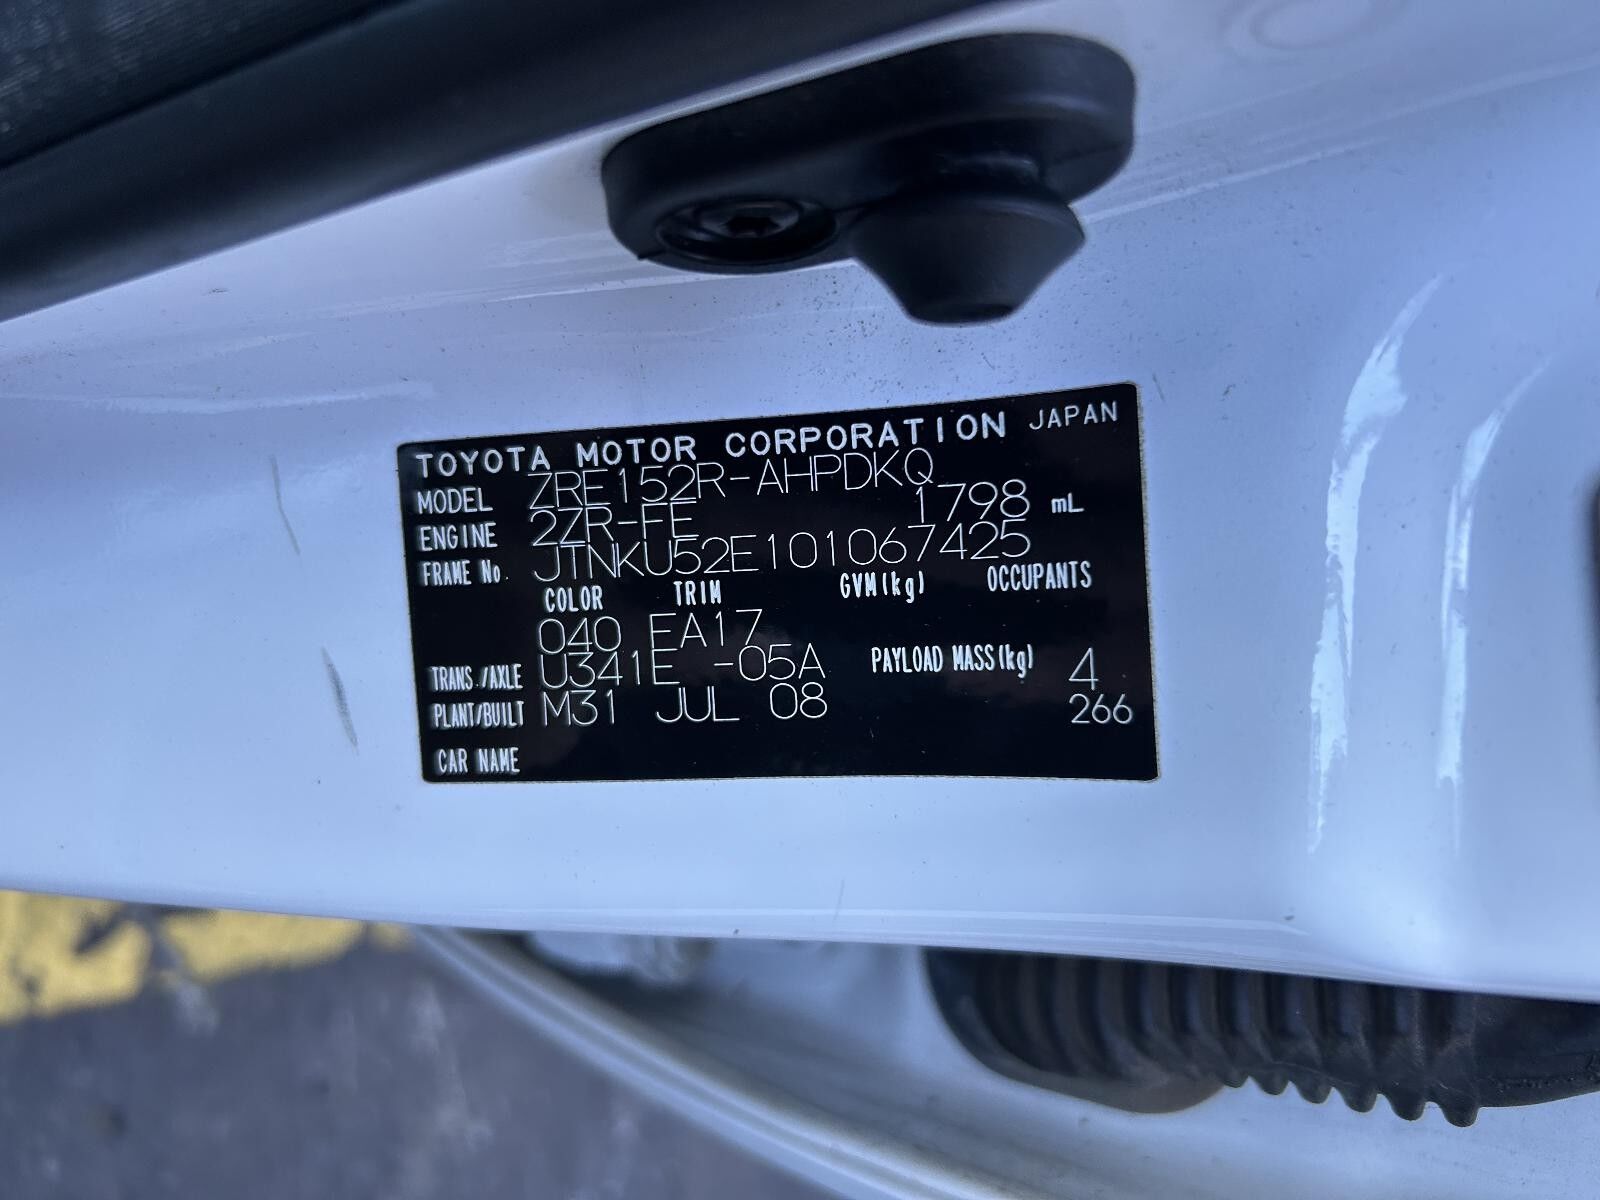 TOYOTA MOTOR CORPORATION JAPAN
MODEL ZRE152R-AHPDKQ
ENGINE 2ZR-FE 1798 mL
FRAME No. JTNKU52E101067425
COLOR TRIM GVM(kg) OCCUPANTS
040 EA17
TRANS./AXLE U341E -05A PAYLOAD MASS(kg) 4
PLANT/BUILT M31 JUL 08 266
CAR NAME